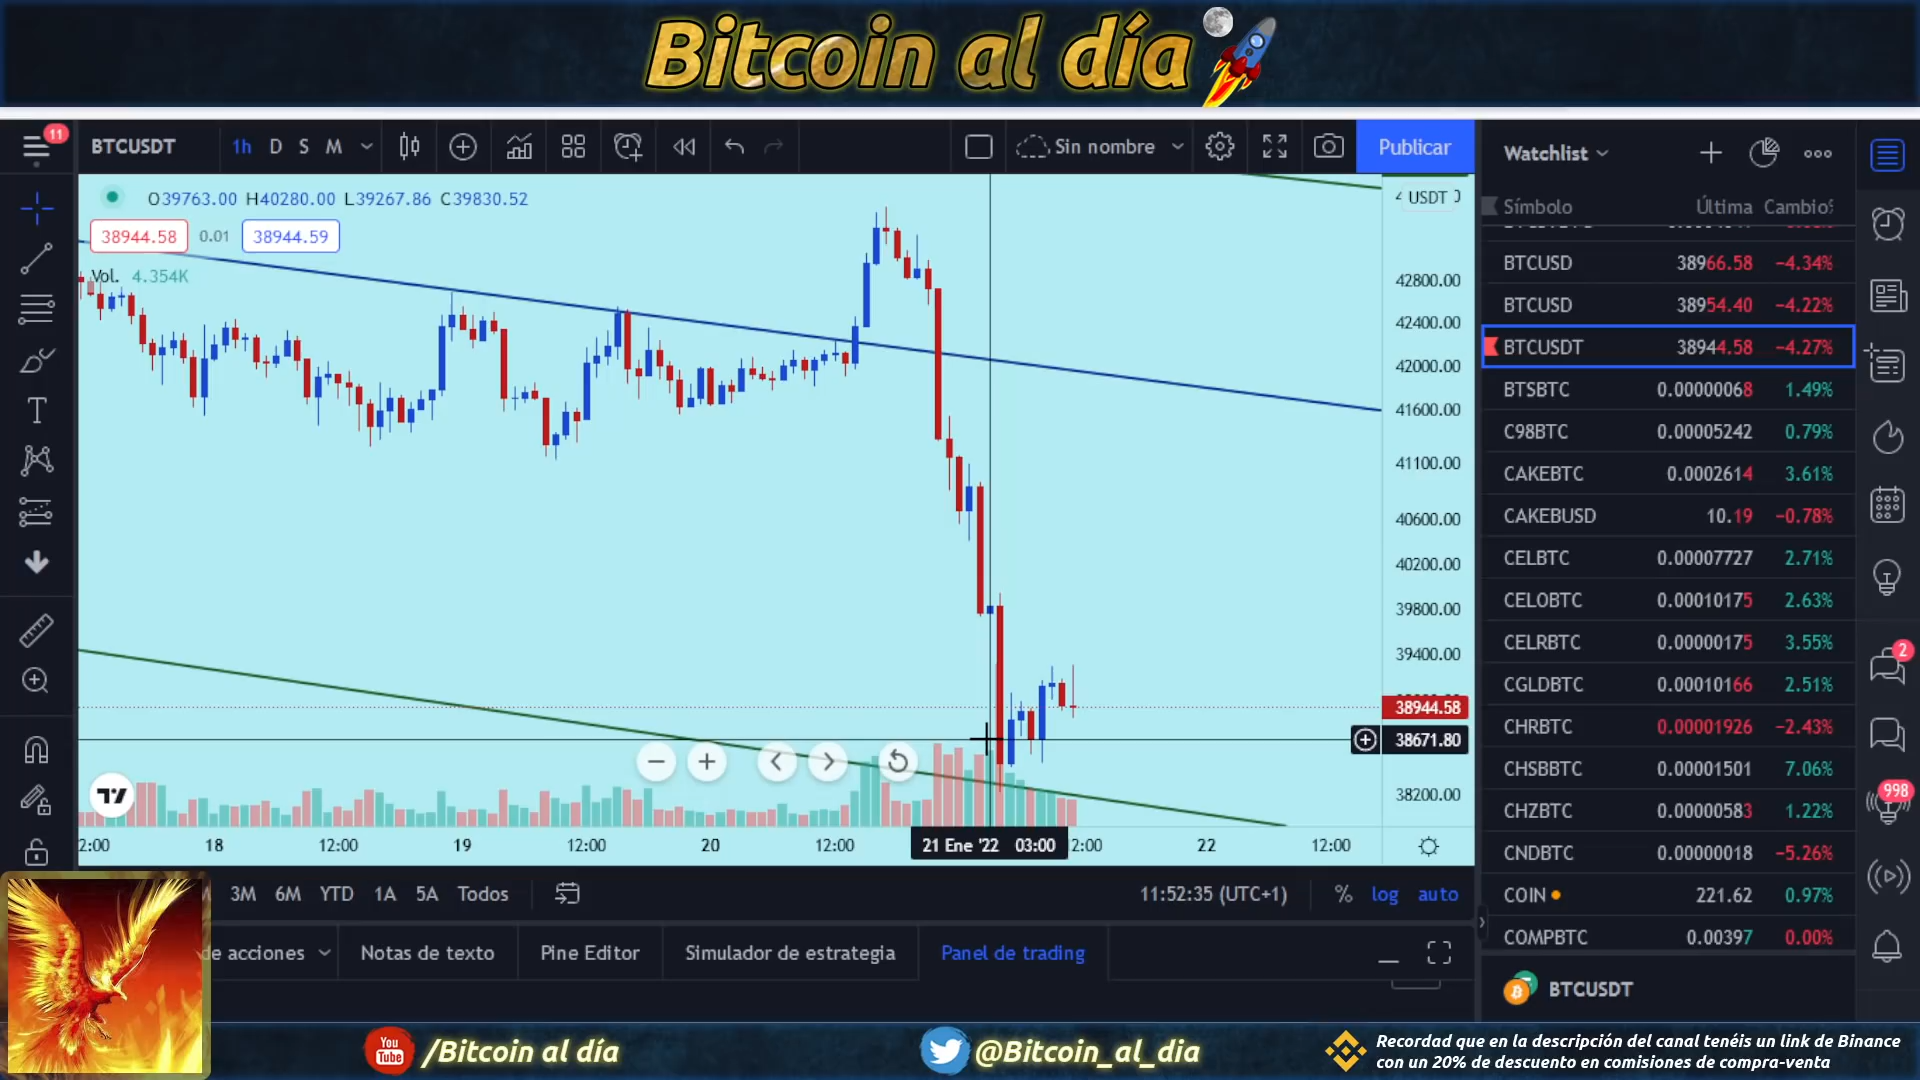 Bitcoin al día
11
BTCUSDT
1h
D
S
M
Sin nombre
Publicar
Watchlist
O39763.00 H40280.00 L39267.86 C39830.52
38944.58
0.01
38944.59
Vol. 4.354K
USDT
42800.00
42400.00
42000.00
41600.00
41100.00
40600.00
40200.00
39800.00
39400.00
38944.58
38671.80
38200.00
2:00
18
12:00
19
12:00
20
12:00
21 Ene '22 03:00
2:00
22
12:00
3M
6M
YTD
1A
5A
Todos
11:52:35 (UTC+1)
%
log
auto
de acciones
Notas de texto
Pine Editor
Simulador de estrategia
Panel de trading
Símbolo Última Cambio%
BTCUSD 38966.58 −4.34%
BTCUSD 38954.40 −4.22%
BTCUSDT 38944.58 −4.27%
BTSBTC 0.00000068 1.49%
C98BTC 0.00005242 0.79%
CAKEBTC 0.0002614 3.61%
CAKEBUSD 10.19 −0.78%
CELBTC 0.00007727 2.71%
CELOBTC 0.00010175 2.63%
CELRBTC 0.00000175 3.55%
CGLDBTC 0.00010166 2.51%
CHRBTC 0.00001926 −2.43%
CHSBBTC 0.00001501 7.06%
CHZBTC 0.00000583 1.22%
CNDBTC 0.00000018 −5.26%
COIN 221.62 0.97%
COMPBTC 0.00397 0.00%
BTCUSDT
2
998
You
Tube
/Bitcoin al día
@Bitcoin_al_dia
Recordad que en la descripción del canal tenéis un link de Binance
con un 20% de descuento en comisiones de compra-venta